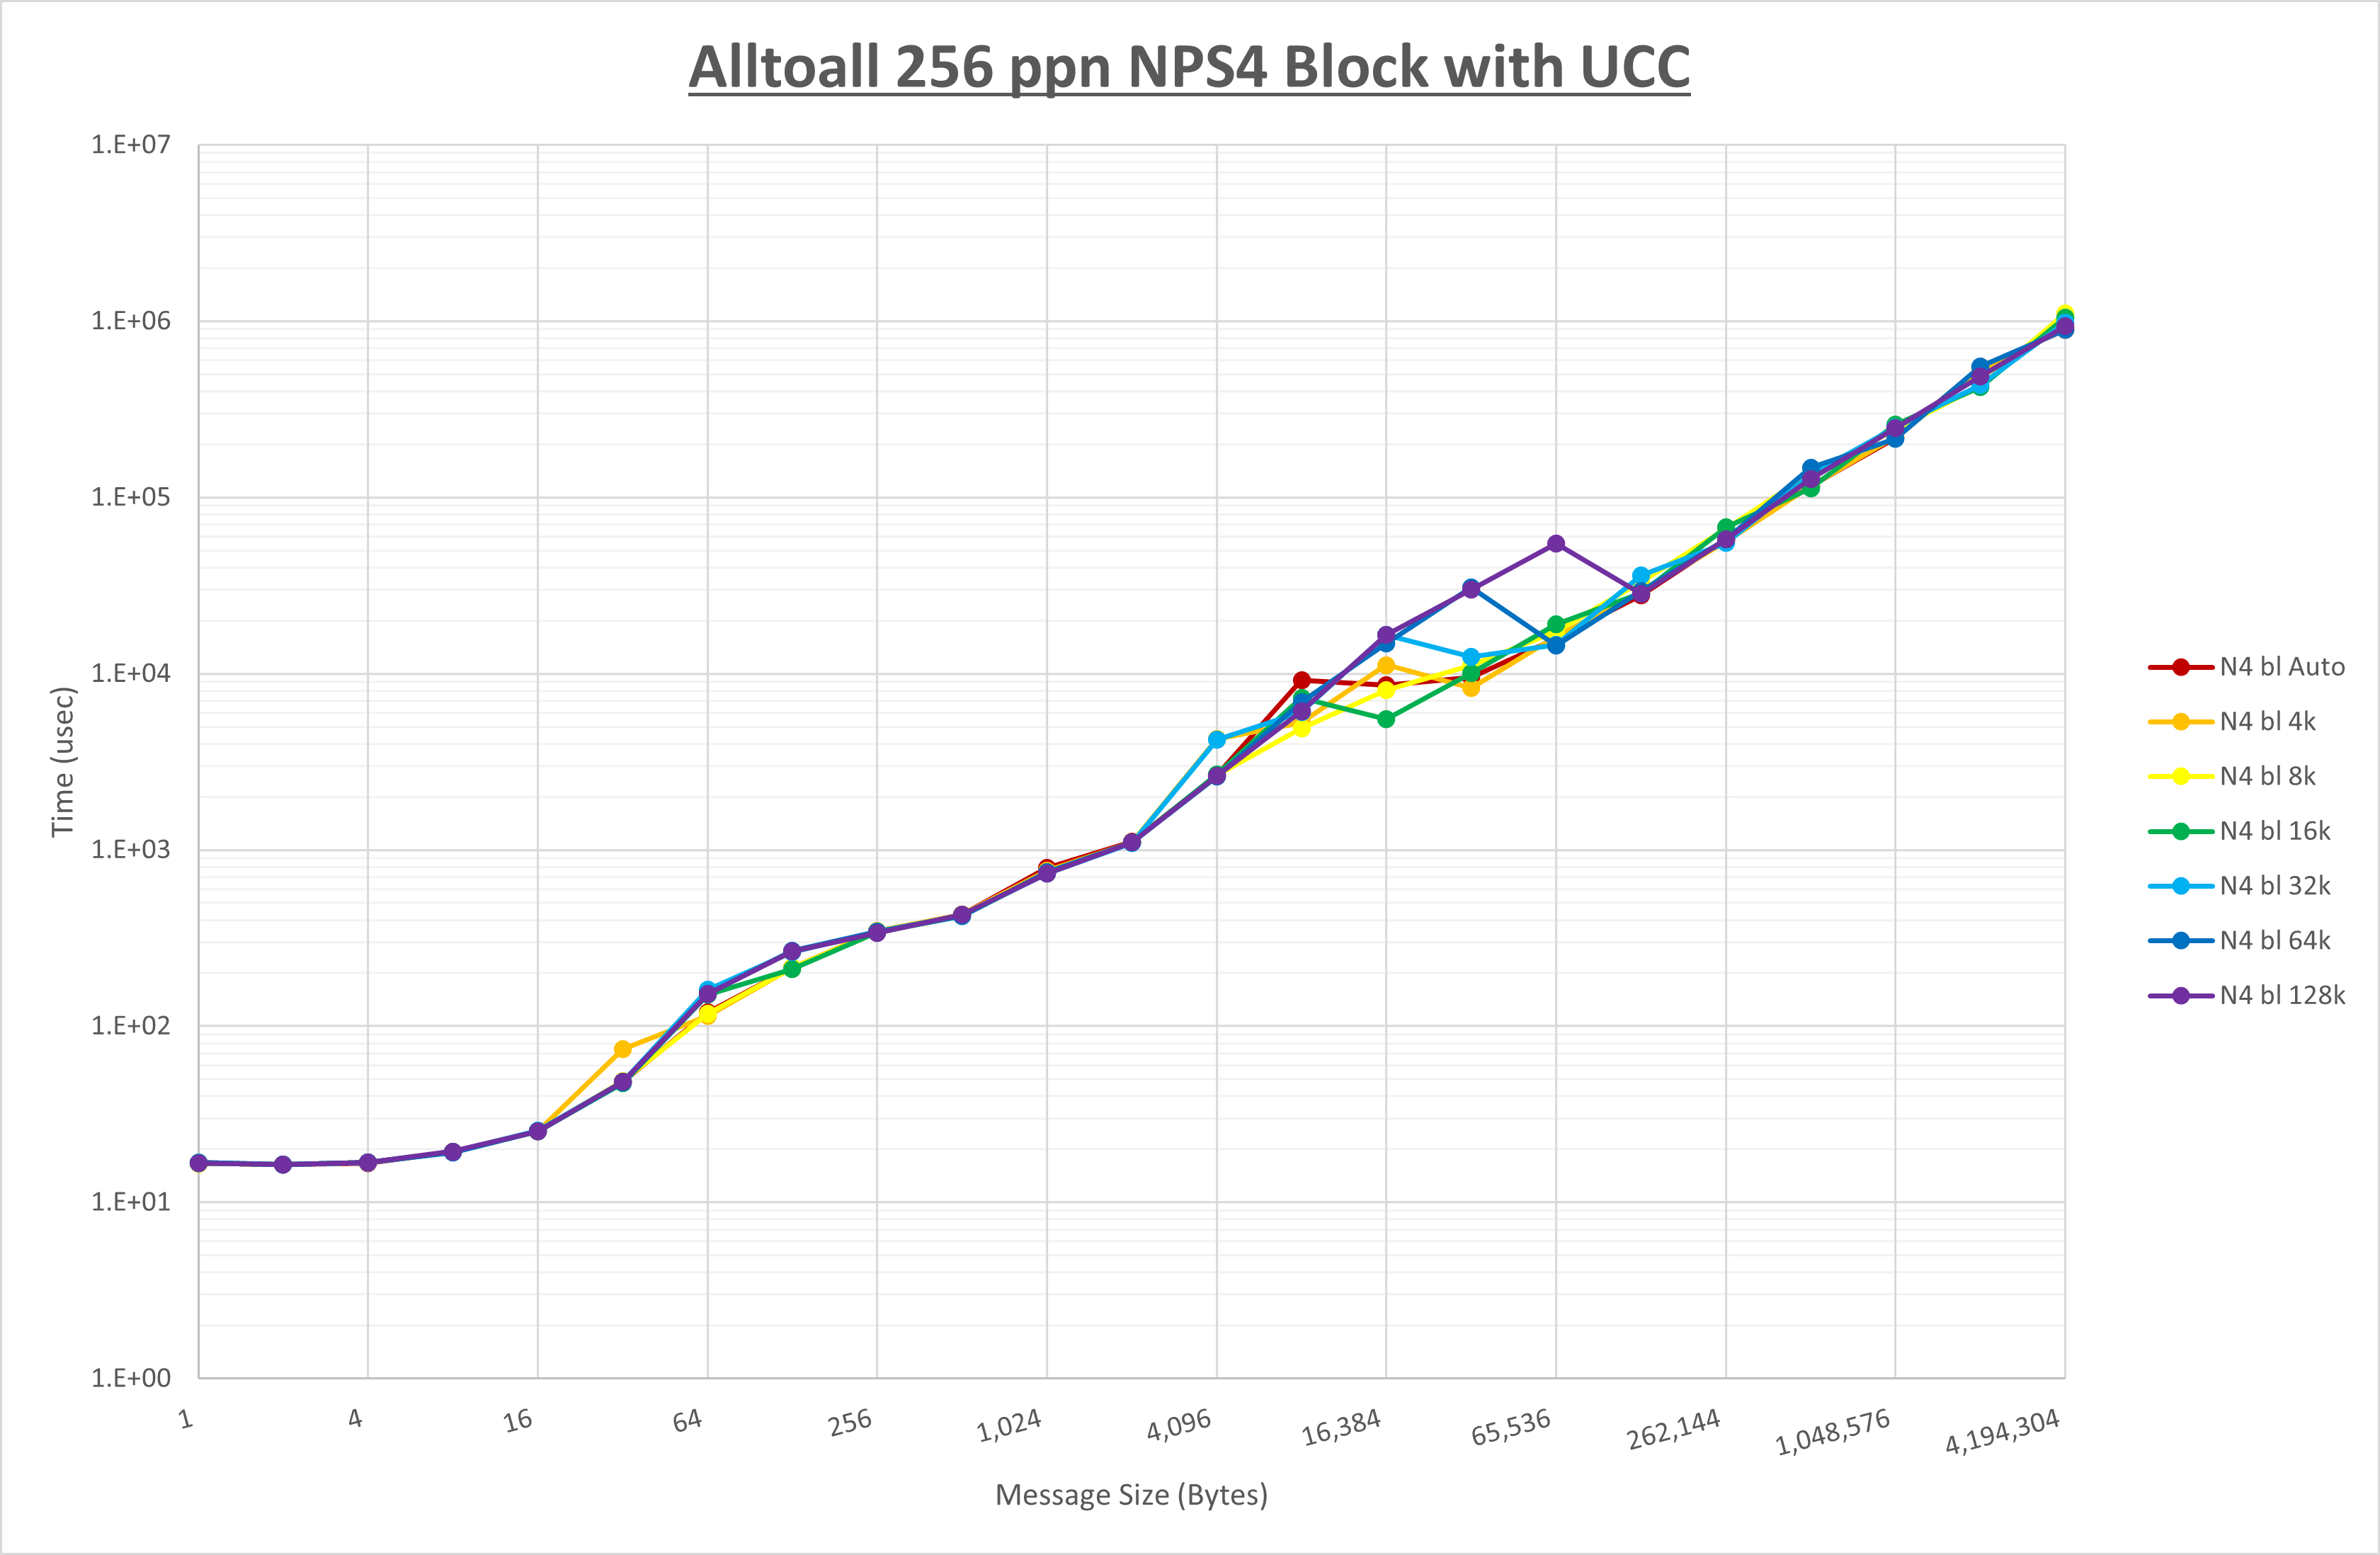 Alltoall 256 ppn NPS4 Block with UCC
1.E+07
1.E+06
1.E+05
1.E+04
1.E+03
1.E+02
1.E+01
1.E+00
Time (usec)
1
4
16
64
256
1,024
4,096
16,384
65,536
262,144
1,048,576
4,194,304
Message Size (Bytes)
N4 bl Auto
N4 bl 4k
N4 bl 8k
N4 bl 16k
N4 bl 32k
N4 bl 64k
N4 bl 128k